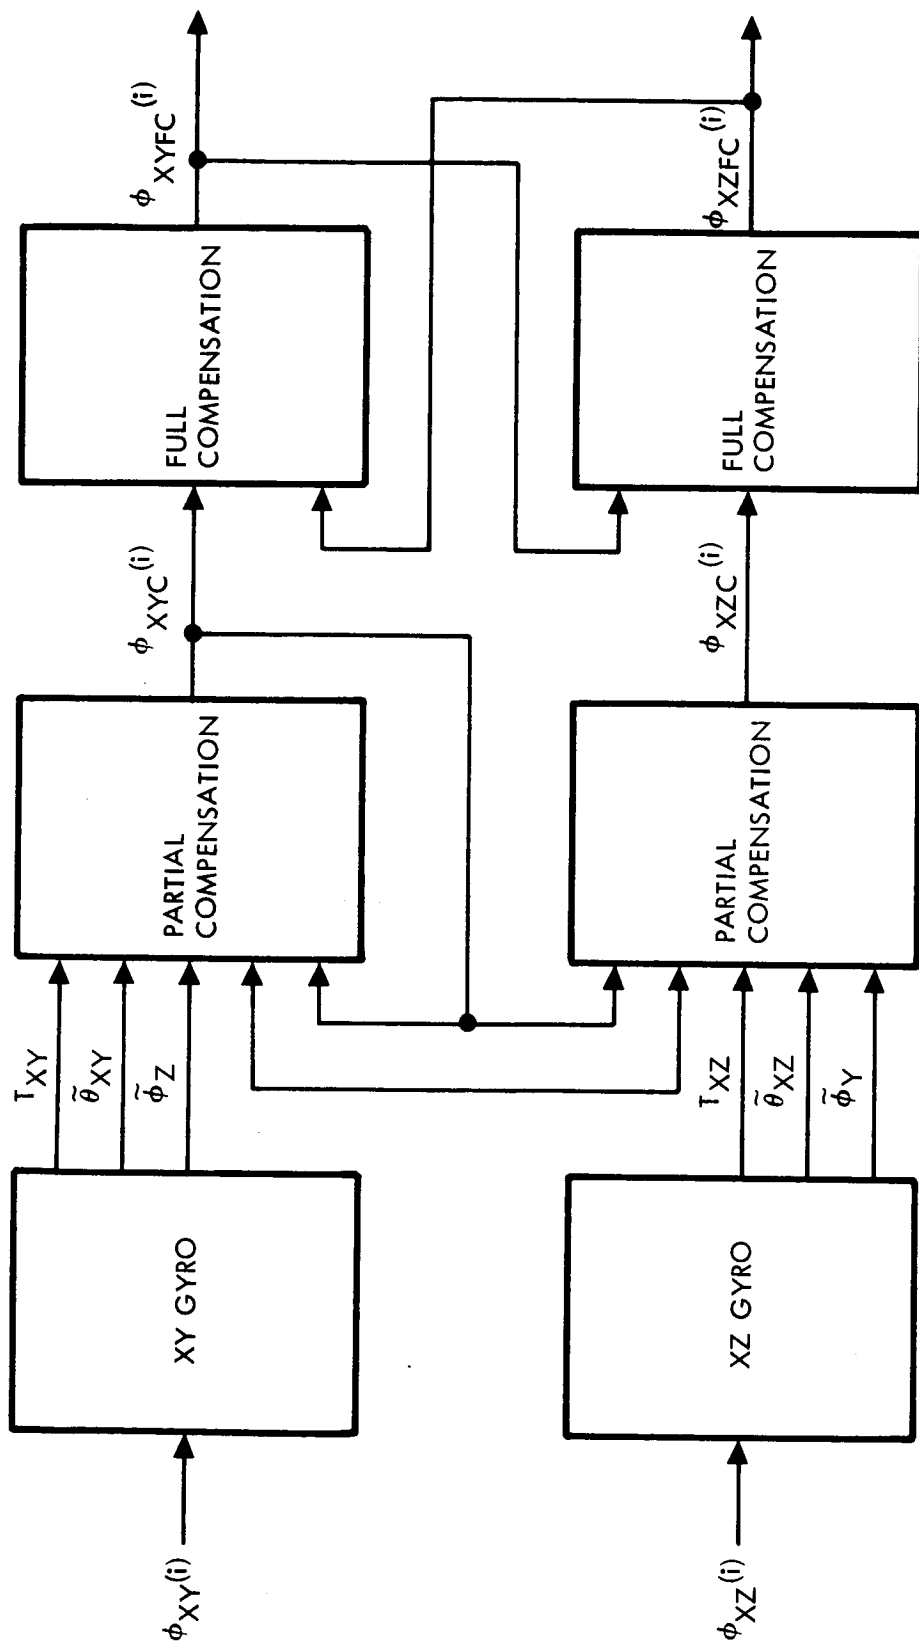 ϕXY(i)
XY GYRO
TXY
θ̃XY
ϕ̃Z
PARTIAL
COMPENSATION
ϕXYC(i)
FULL
COMPENSATION
ϕXYFC(i)
ϕXZ(i)
XZ GYRO
TXZ
θ̃XZ
ϕ̃Y
PARTIAL
COMPENSATION
ϕXZC(i)
FULL
COMPENSATION
ϕXZFC(i)